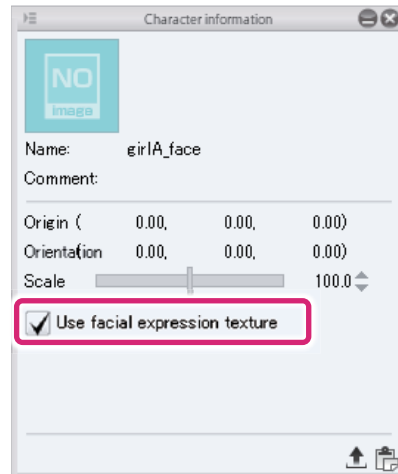 Character information
NO
image
Name: girlA_face
Comment:
Origin ( 0.00, 0.00, 0.00)
Orientation 0.00, 0.00, 0.00)
Scale 100.0
Use facial expression texture